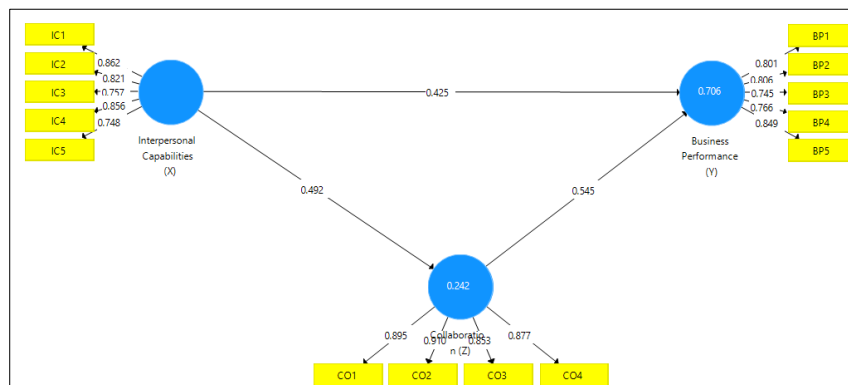 IC1
IC2
IC3
IC4
IC5
0.862
0.821
0.757
0.856
0.748
Interpersonal
Capabilities
(X)
0.425
0.706
Business
Performance
(Y)
0.801
0.806
0.745
0.766
0.849
BP1
BP2
BP3
BP4
BP5
0.492
0.545
0.242
Collaboratio
n (Z)
0.895
0.910
0.853
0.877
CO1
CO2
CO3
CO4